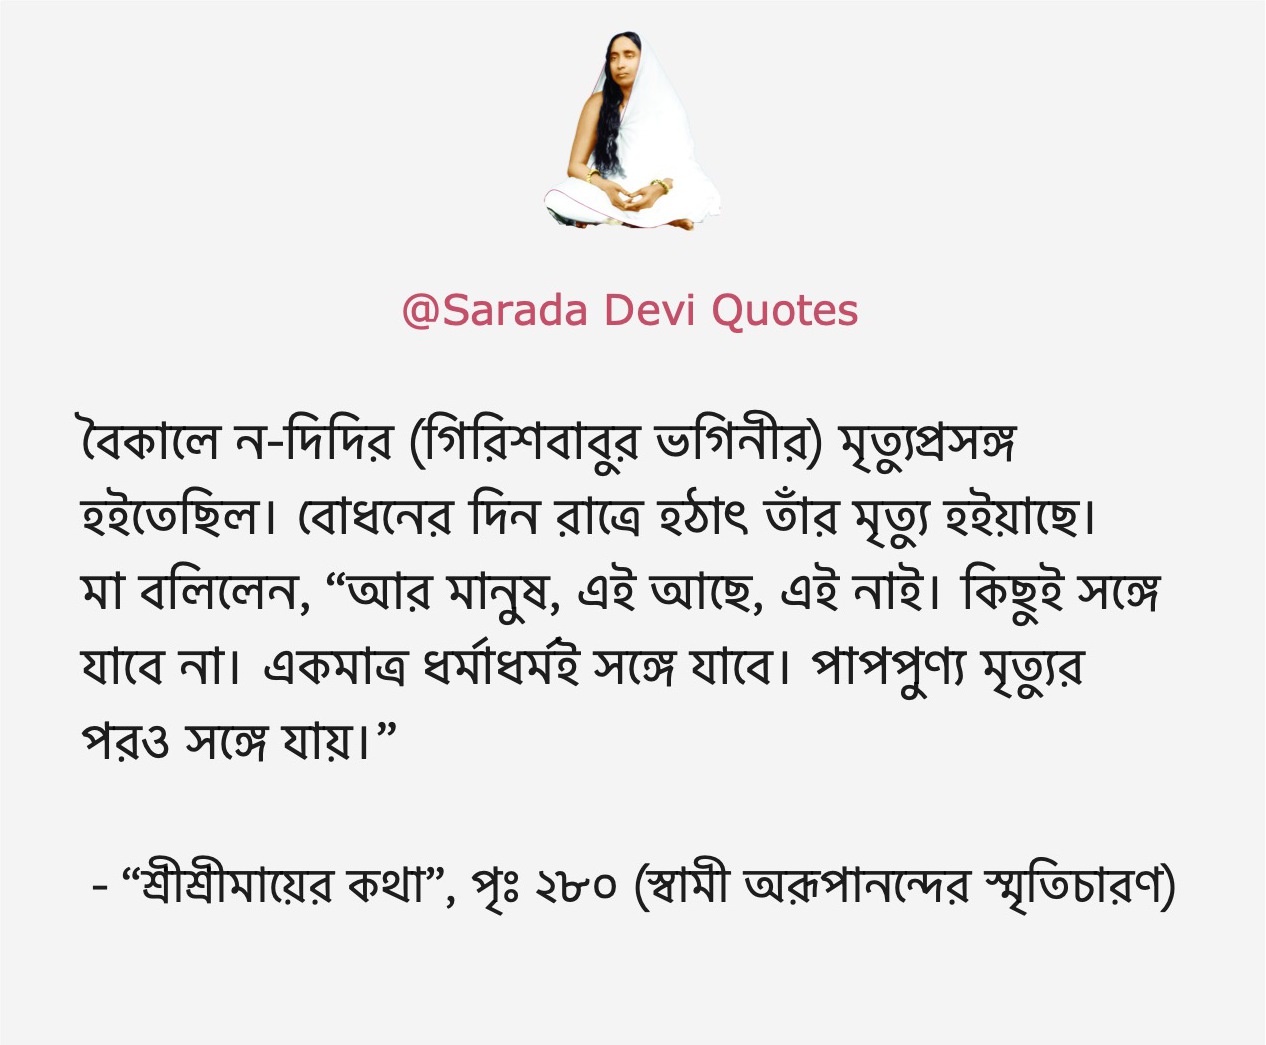 @Sarada Devi Quotes
বৈকালে ন-দিদির (গিরিশবাবুর ভগিনীর) মৃত্যুপ্রসঙ্গ
হইতেছিল। বোধনের দিন রাত্রে হঠাৎ তাঁর মৃত্যু হইয়াছে।
মা বলিলেন, “আর মানুষ, এই আছে, এই নাই। কিছুই সঙ্গে
যাবে না। একমাত্র ধর্মাধর্মই সঙ্গে যাবে। পাপপুণ্য মৃত্যুর
পরও সঙ্গে যায়।”
- “শ্রীশ্রীমায়ের কথা”, পৃঃ ২৮০ (স্বামী অরূপানন্দের স্মৃতিচারণ)